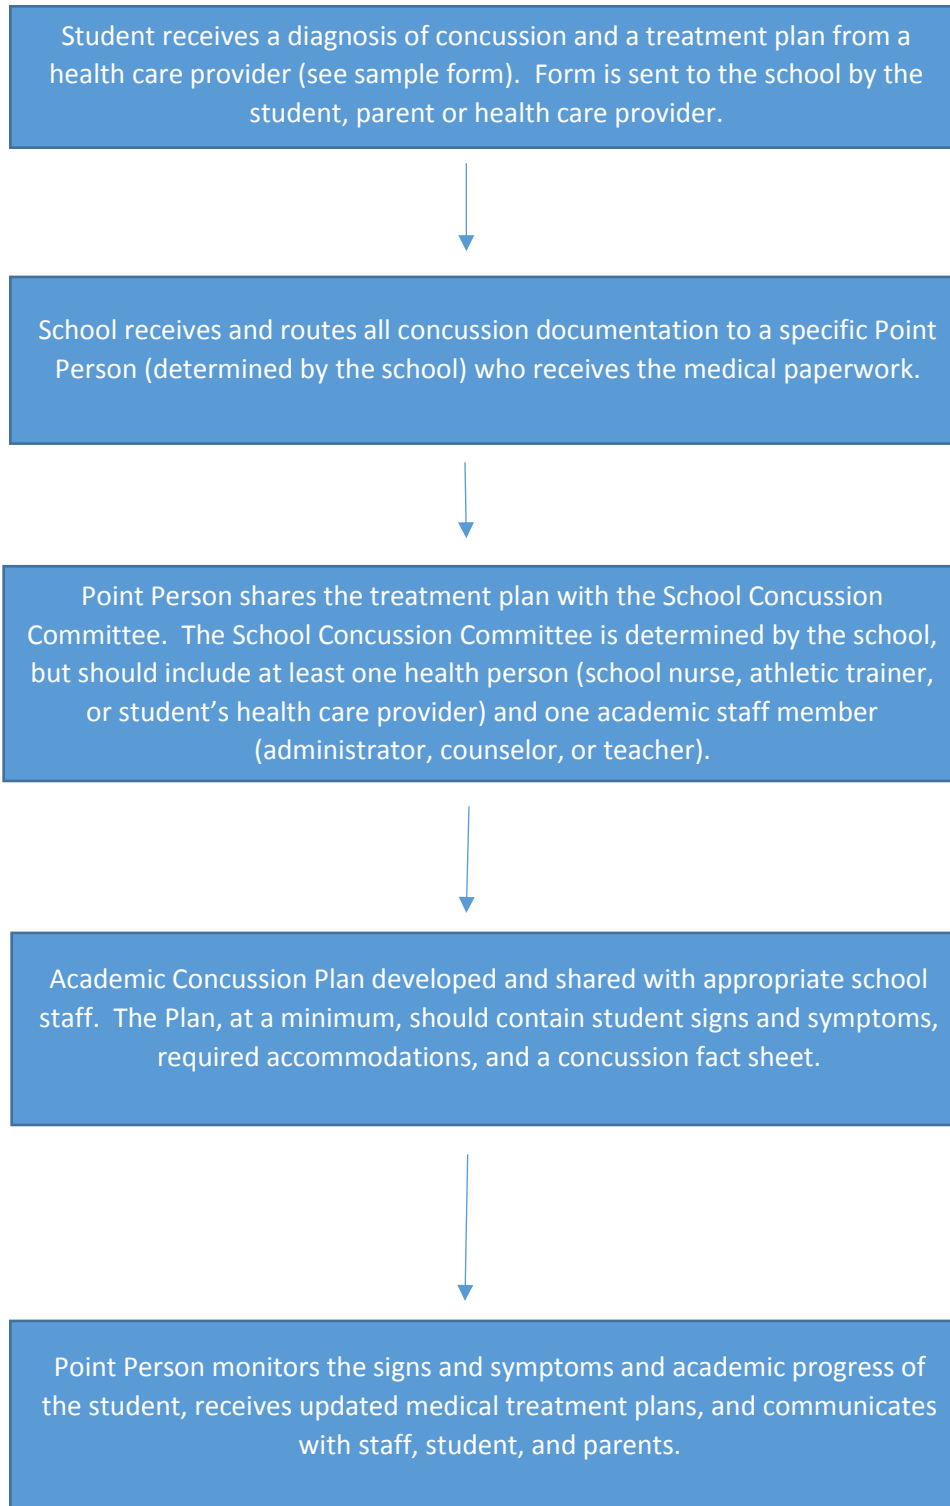 Student receives a diagnosis of concussion and a treatment plan from a
health care provider (see sample form).  Form is sent to the school by the
student, parent or health care provider.
School receives and routes all concussion documentation to a specific Point
Person (determined by the school) who receives the medical paperwork.
Point Person shares the treatment plan with the School Concussion
Committee.  The School Concussion Committee is determined by the school,
but should include at least one health person (school nurse, athletic trainer,
or student’s health care provider) and one academic staff member
(administrator, counselor, or teacher).
Academic Concussion Plan developed and shared with appropriate school
staff.  The Plan, at a minimum, should contain student signs and symptoms,
required accommodations, and a concussion fact sheet.
Point Person monitors the signs and symptoms and academic progress of
the student, receives updated medical treatment plans, and communicates
with staff, student, and parents.